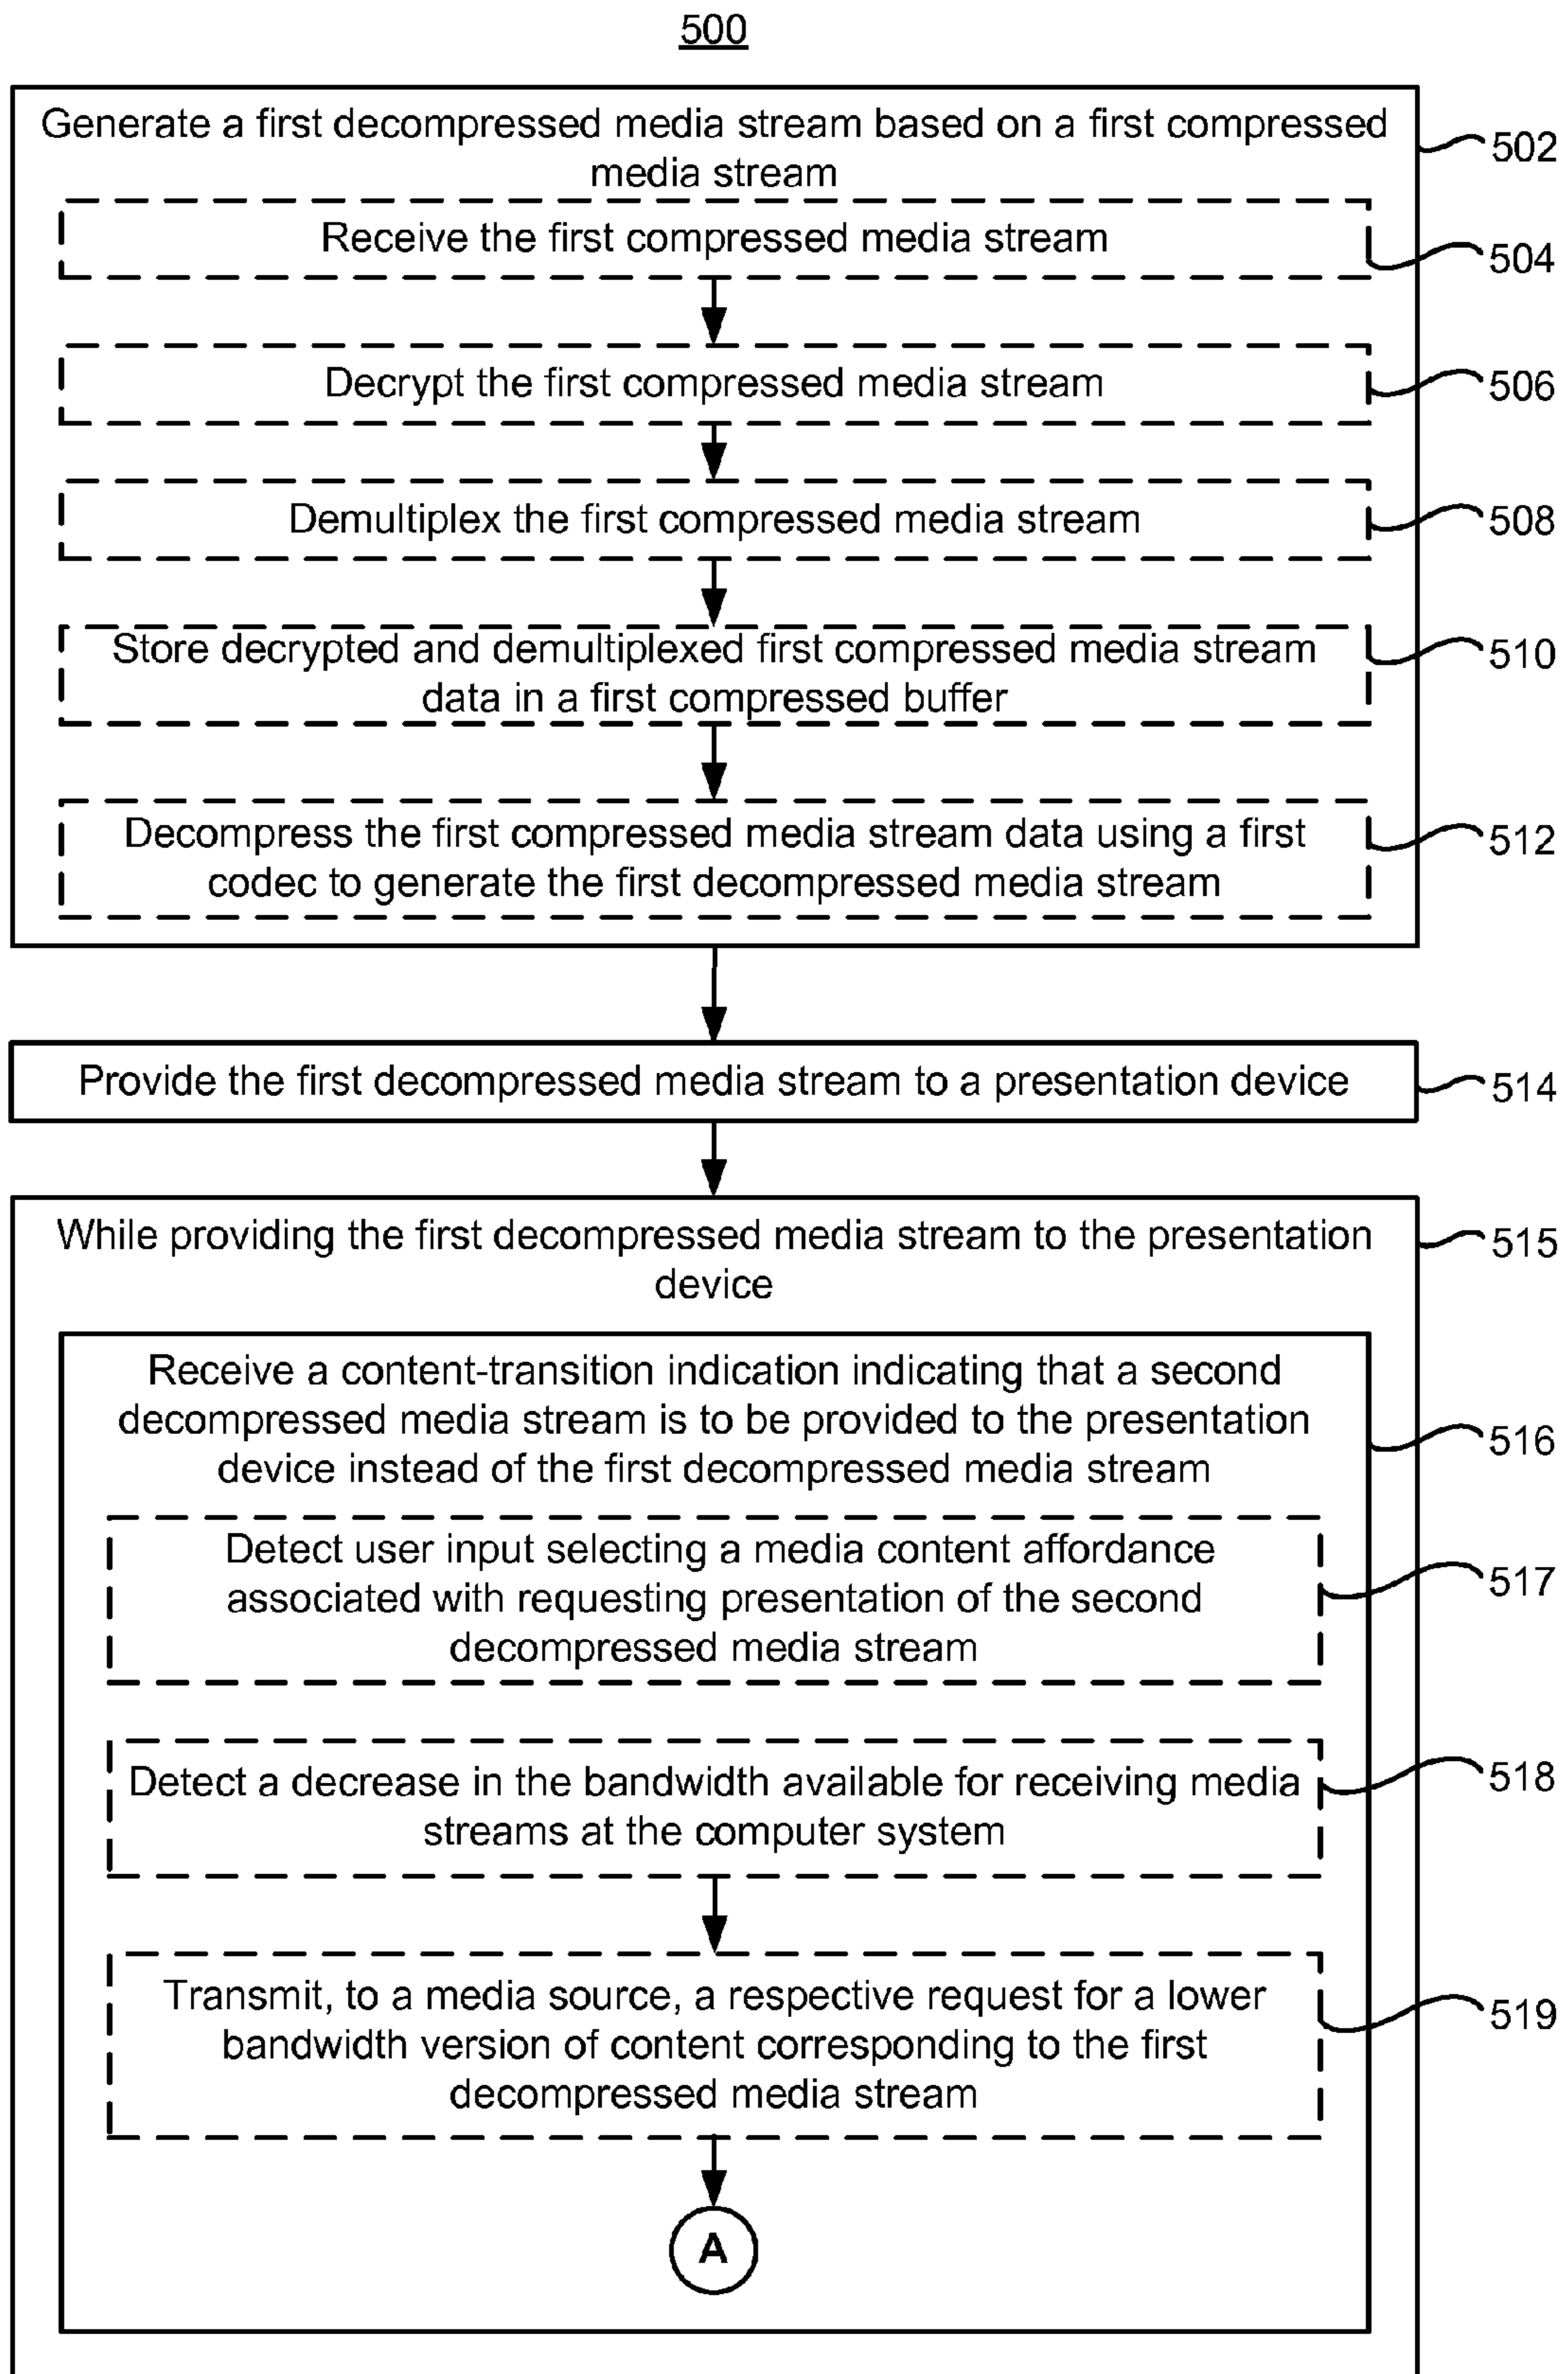 500
Generate a first decompressed media stream based on a first compressed
media stream
502
Receive the first compressed media stream
504
Decrypt the first compressed media stream
506
Demultiplex the first compressed media stream
508
Store decrypted and demultiplexed first compressed media stream
data in a first compressed buffer
510
Decompress the first compressed media stream data using a first
codec to generate the first decompressed media stream
512
Provide the first decompressed media stream to a presentation device
514
While providing the first decompressed media stream to the presentation
device
515
Receive a content-transition indication indicating that a second
decompressed media stream is to be provided to the presentation
device instead of the first decompressed media stream
516
Detect user input selecting a media content affordance
associated with requesting presentation of the second
decompressed media stream
517
Detect a decrease in the bandwidth available for receiving media
streams at the computer system
518
Transmit, to a media source, a respective request for a lower
bandwidth version of content corresponding to the first
decompressed media stream
519
A